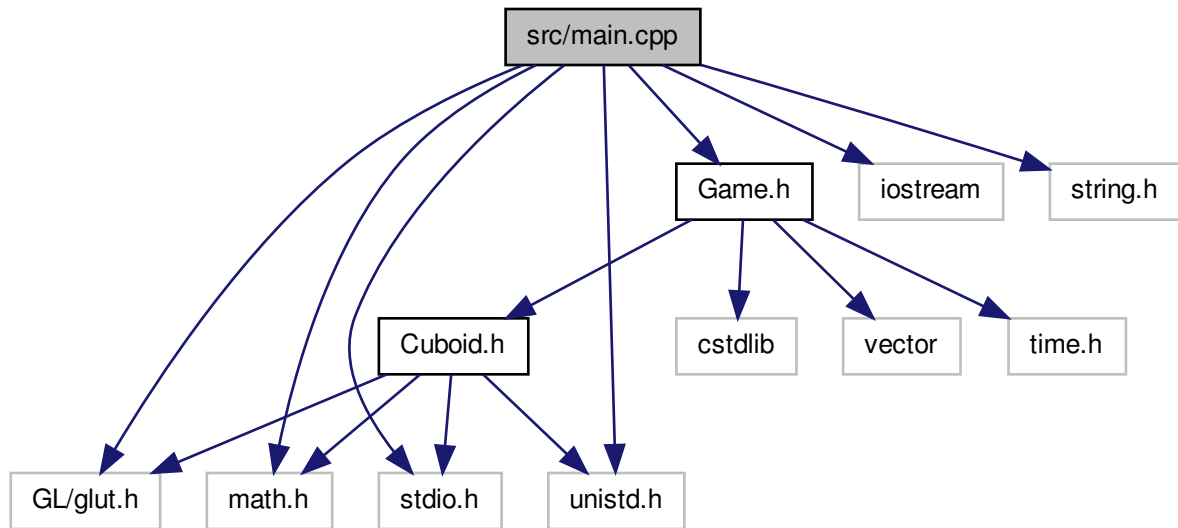 src/main.cpp
Game.h
iostream
string.h
Cuboid.h
cstdlib
vector
time.h
GL/glut.h
math.h
stdio.h
unistd.h